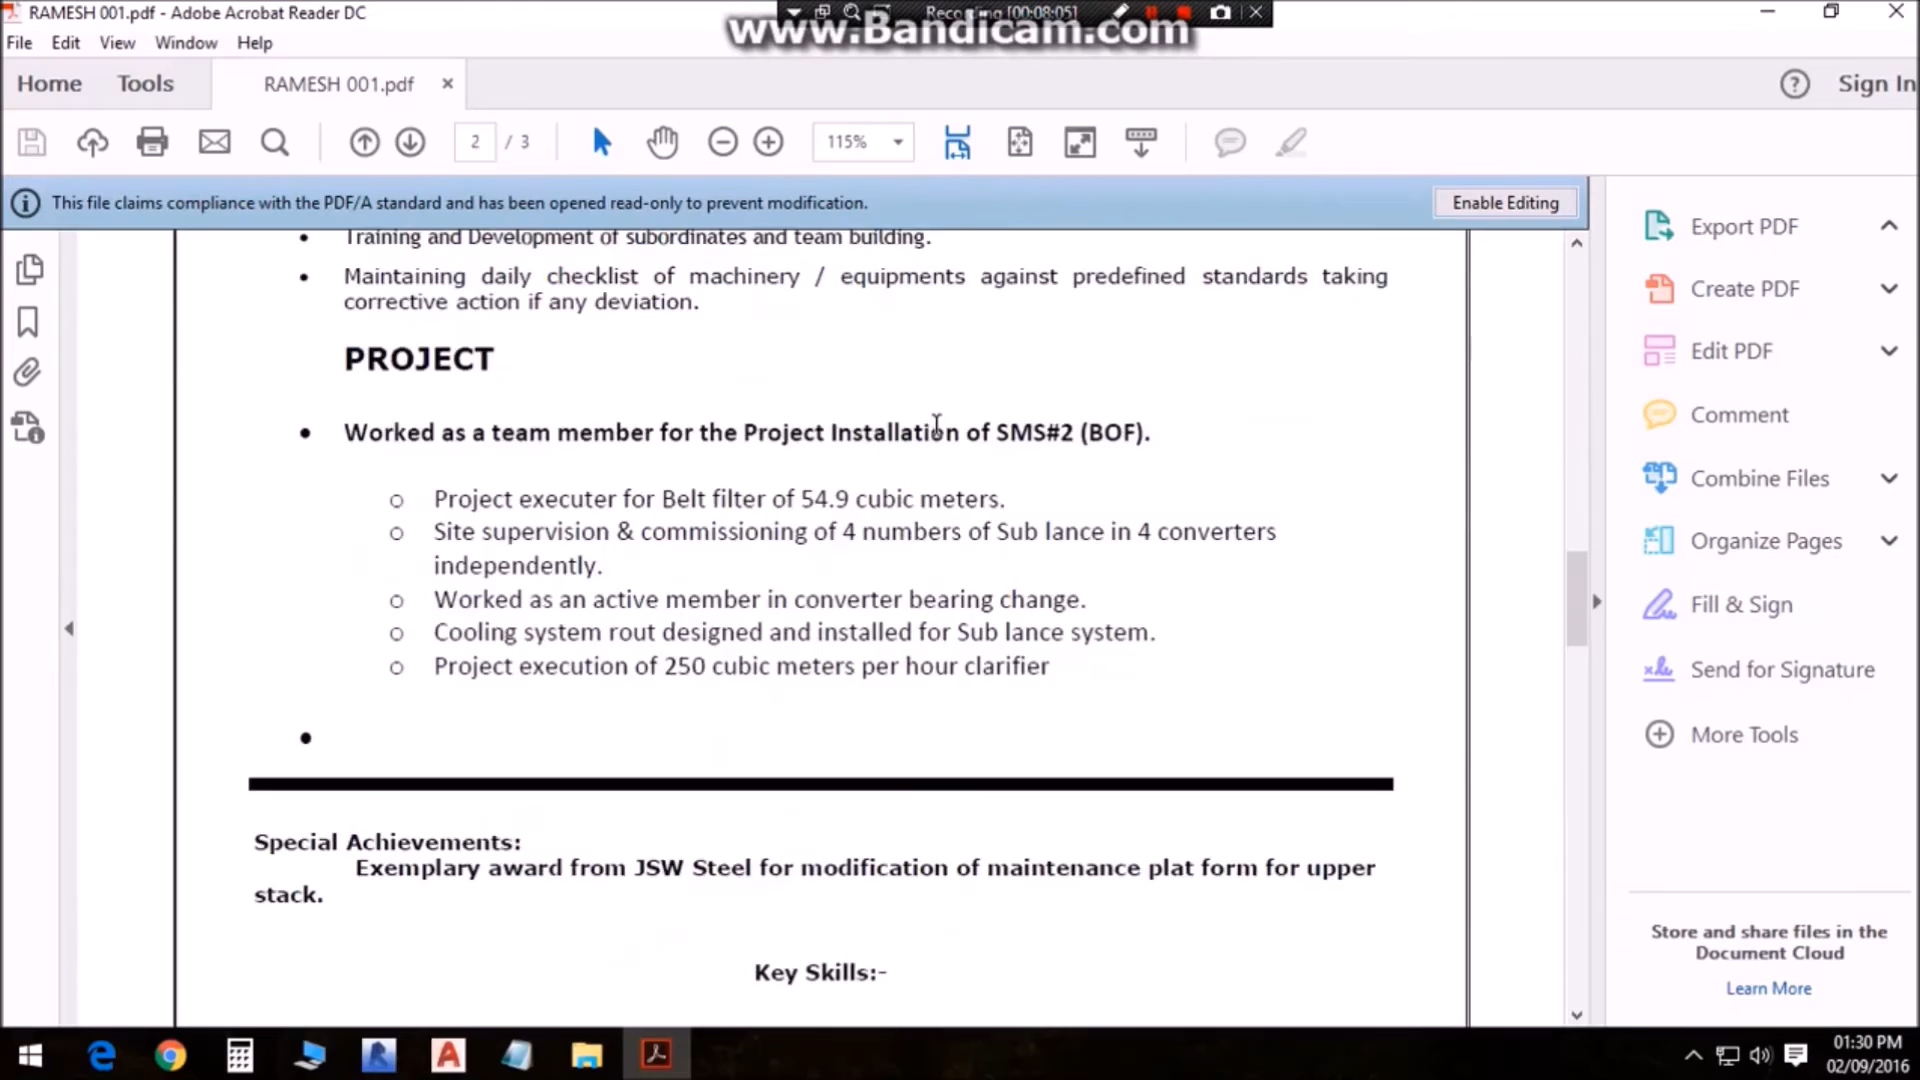 RAMESH 001.pdf - Adobe Acrobat Reader DC
Recording [00:08:05]
www.Bandicam.com
File Edit View Window Help
Home Tools RAMESH 001.pdf × Sign In
2 / 3 115%
This file claims compliance with the PDF/A standard and has been opened read-only to prevent modification. Enable Editing
• Training and Development of subordinates and team building.
• Maintaining daily checklist of machinery / equipments against predefined standards taking
corrective action if any deviation.
PROJECT
• Worked as a team member for the Project Installation of SMS#2 (BOF).
o Project executer for Belt filter of 54.9 cubic meters.
o Site supervision & commissioning of 4 numbers of Sub lance in 4 converters
independently.
o Worked as an active member in converter bearing change.
o Cooling system rout designed and installed for Sub lance system.
o Project execution of 250 cubic meters per hour clarifier
•
Special Achievements:
Exemplary award from JSW Steel for modification of maintenance plat form for upper
stack.
Key Skills:-
Export PDF
Create PDF
Edit PDF
Comment
Combine Files
Organize Pages
Fill & Sign
Send for Signature
More Tools
Store and share files in the
Document Cloud
Learn More
01:30 PM
02/09/2016